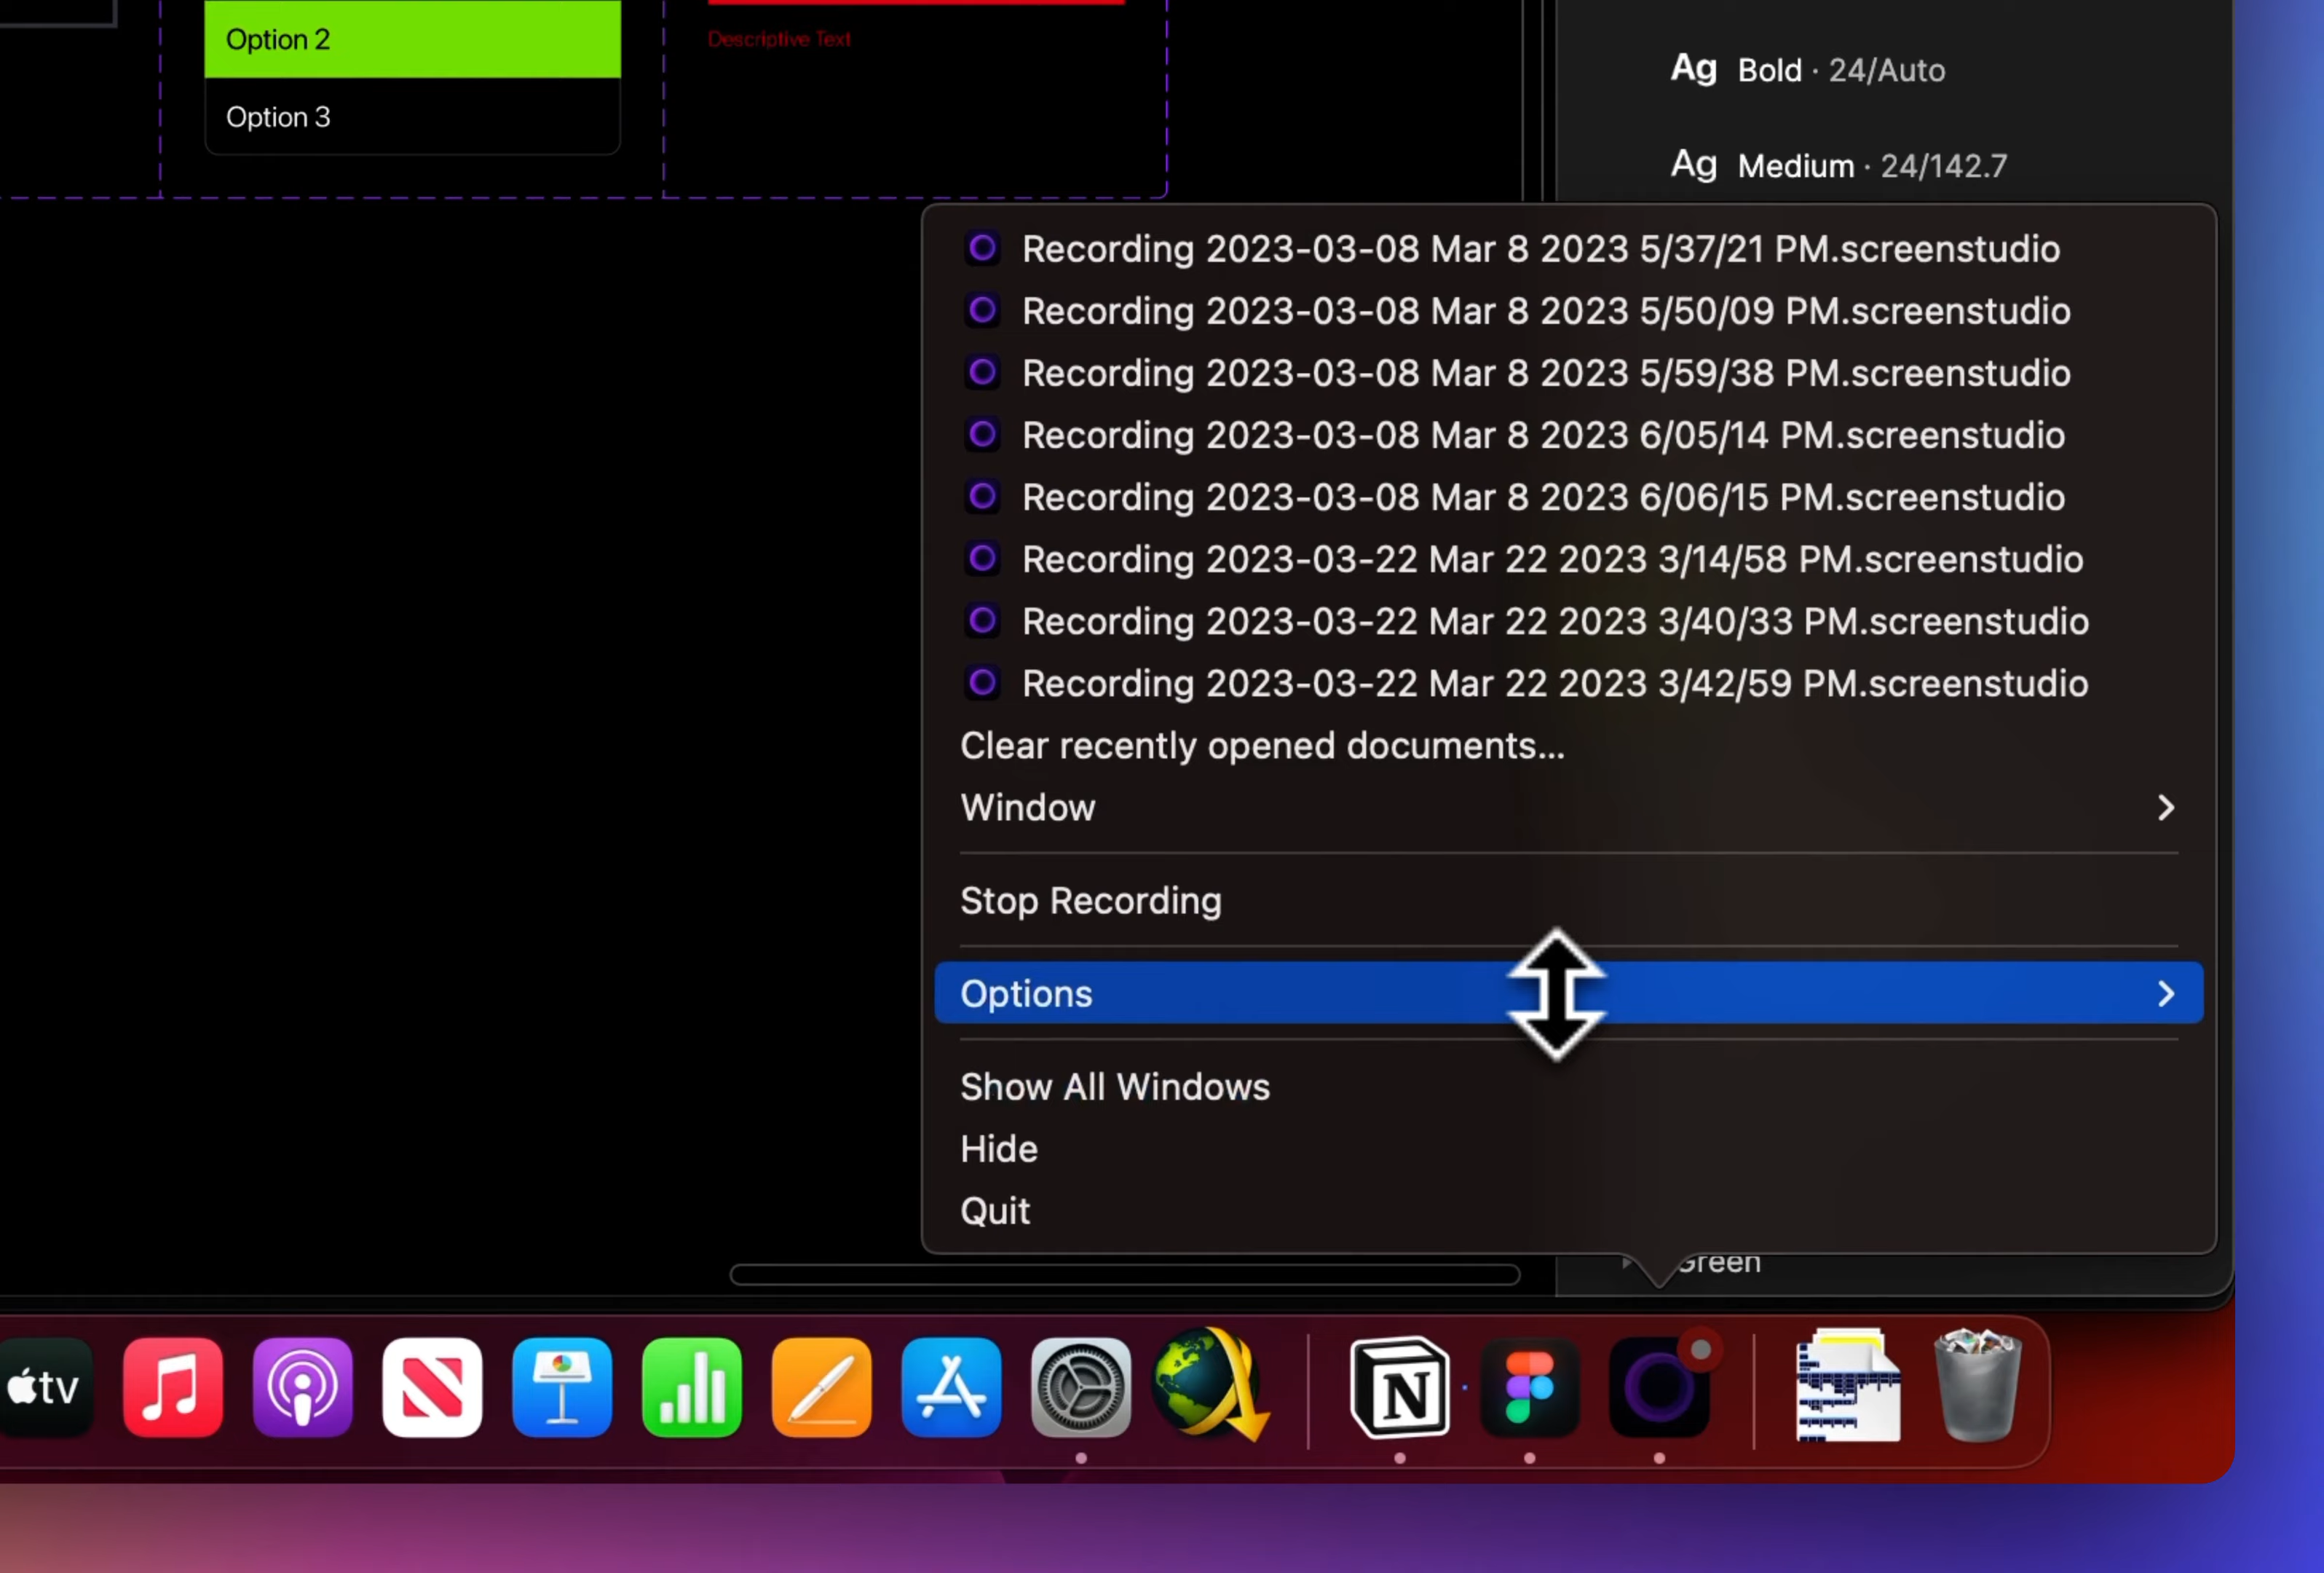 Option 2
Descriptive Text
Option 3
Ag Bold · 24/Auto
Ag Medium · 24/142.7
Recording 2023-03-08 Mar 8 2023 5/37/21 PM.screenstudio
Recording 2023-03-08 Mar 8 2023 5/50/09 PM.screenstudio
Recording 2023-03-08 Mar 8 2023 5/59/38 PM.screenstudio
Recording 2023-03-08 Mar 8 2023 6/05/14 PM.screenstudio
Recording 2023-03-08 Mar 8 2023 6/06/15 PM.screenstudio
Recording 2023-03-22 Mar 22 2023 3/14/58 PM.screenstudio
Recording 2023-03-22 Mar 22 2023 3/40/33 PM.screenstudio
Recording 2023-03-22 Mar 22 2023 3/42/59 PM.screenstudio
Clear recently opened documents...
Window
Stop Recording
Options
Show All Windows
Hide
Quit
Green
tv
N